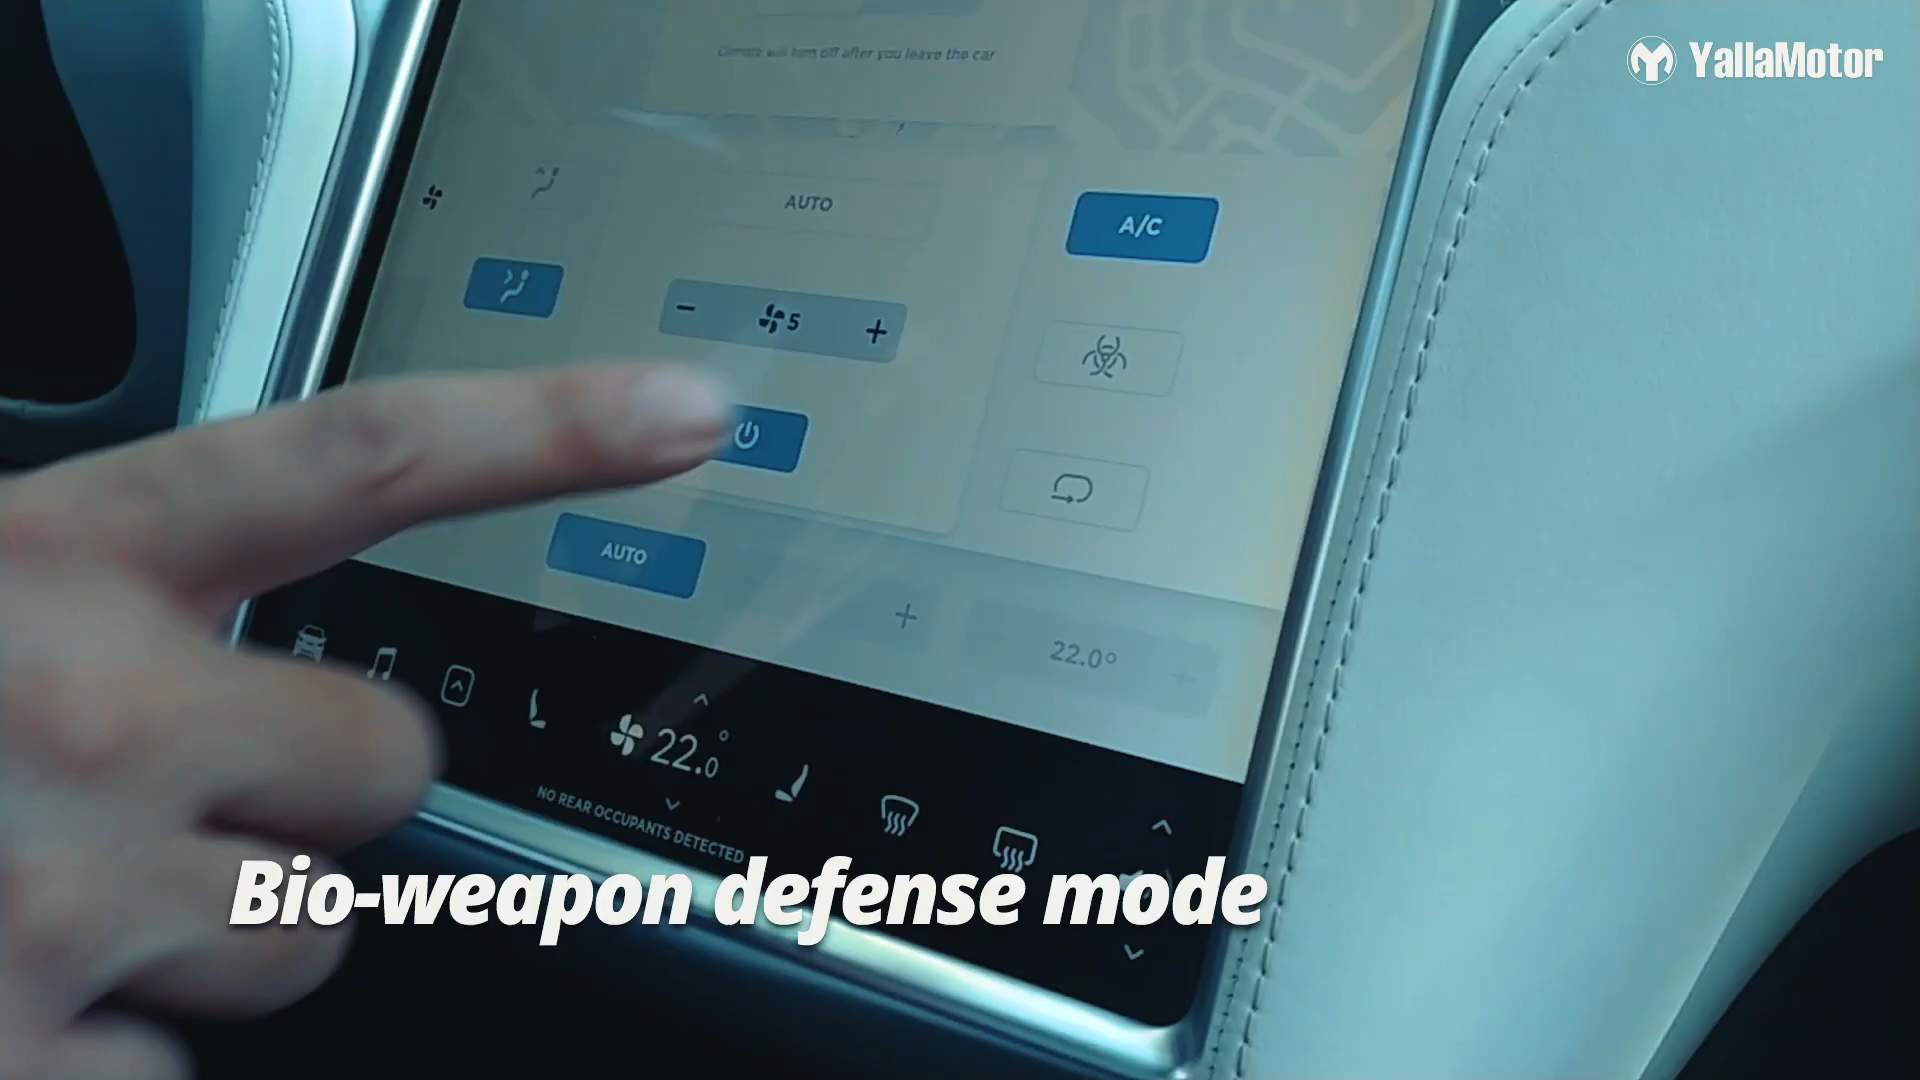 YallaMotor
Climate will turn off after you leave the car
AUTO
A/C
5
AUTO
22.0°
22.0°
NO REAR OCCUPANTS DETECTED
Bio-weapon defense mode